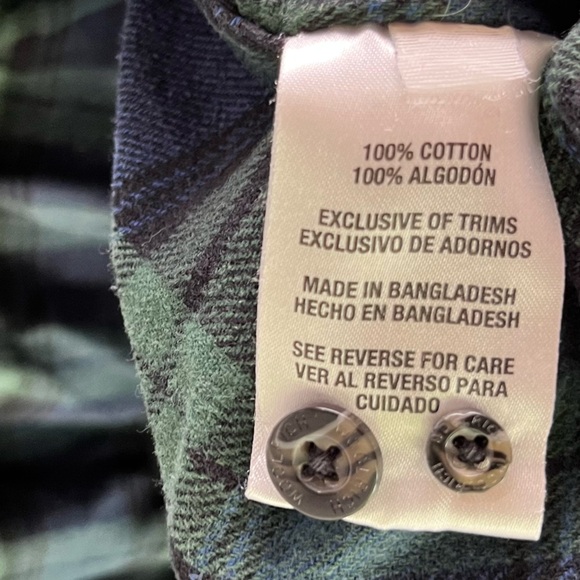 100% COTTON
100% ALGODÓN
EXCLUSIVE OF TRIMS
EXCLUSIVO DE ADORNOS
MADE IN BANGLADESH
HECHO EN BANGLADESH
SEE REVERSE FOR CARE
VER AL REVERSO PARA
CUIDADO